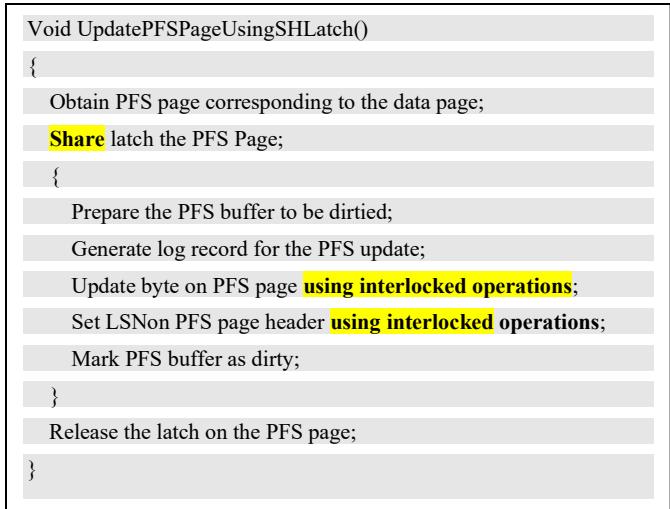 Void UpdatePFSPageUsingSHLatch()
{
Obtain PFS page corresponding to the data page;
Share latch the PFS Page;
{
Prepare the PFS buffer to be dirtied;
Generate log record for the PFS update;
Update byte on PFS page using interlocked operations;
Set LSNon PFS page header using interlocked operations;
Mark PFS buffer as dirty;
}
Release the latch on the PFS page;
}